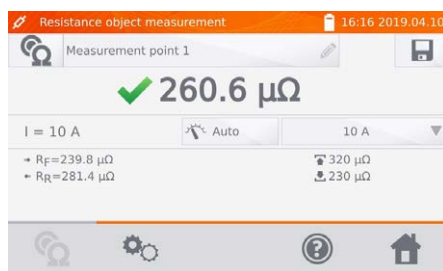 Resistance object measurement 16:16 2019.04.10
Measurement point 1
260.6 µΩ
I = 10 A Auto 10 A
RF=239.8 µΩ 320 µΩ
RR=281.4 µΩ 230 µΩ